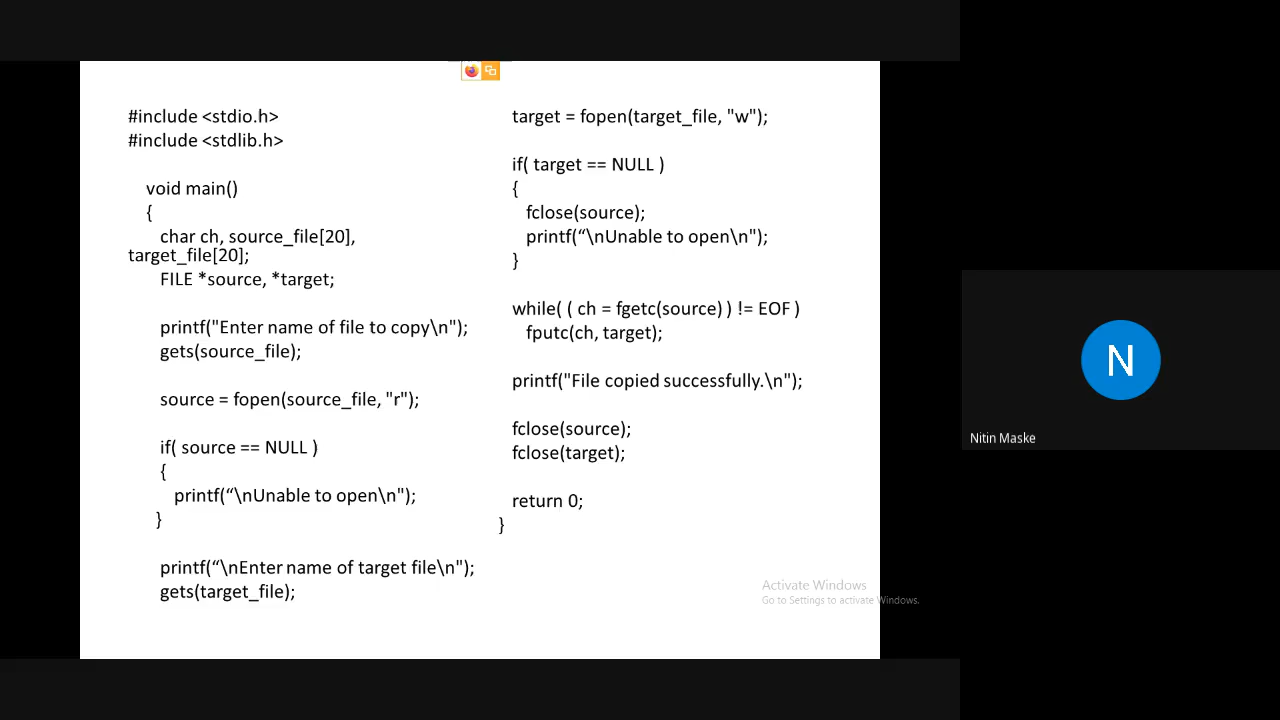 #include <stdio.h>
#include <stdlib.h>
void main()
{
char ch, source_file[20],
target_file[20];
FILE *source, *target;
printf("Enter name of file to copy\n");
gets(source_file);
source = fopen(source_file, "r");
if( source == NULL )
{
printf(“\nUnable to open\n");
}
printf(“\nEnter name of target file\n");
gets(target_file);
target = fopen(target_file, "w");
if( target == NULL )
{
fclose(source);
printf(“\nUnable to open\n");
}
while( ( ch = fgetc(source) ) != EOF )
fputc(ch, target);
printf("File copied successfully.\n");
fclose(source);
fclose(target);
return 0;
}
Activate Windows
Go to Settings to activate Windows.
N
Nitin Maske